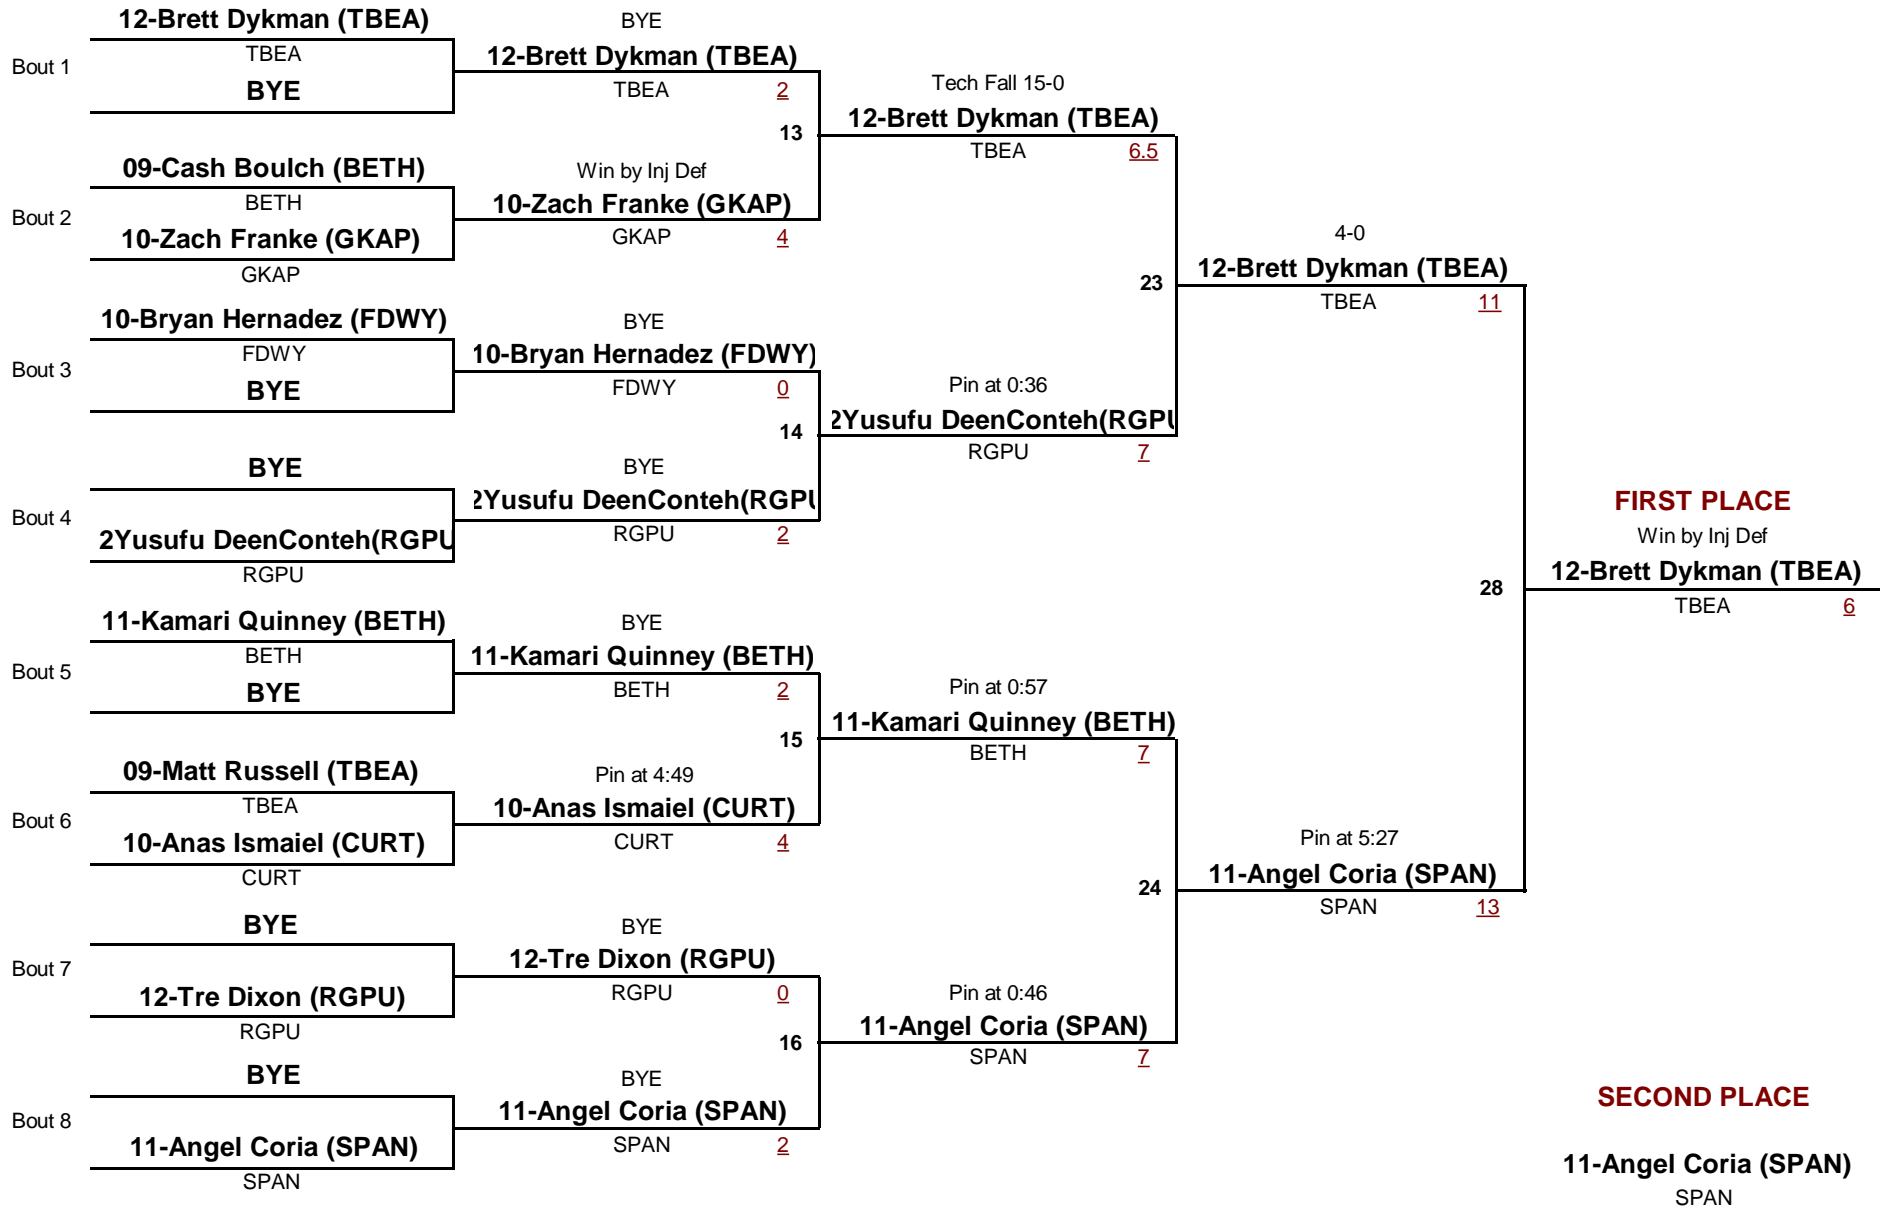 12-Brett Dykman (TBEA)
Bout 1
TBEA
BYE
09-Cash Boulch (BETH)
Bout 2
BETH
10-Zach Franke (GKAP)
GKAP
10-Bryan Hernadez (FDWY)
Bout 3
FDWY
BYE
BYE
Bout 4
2Yusufu DeenConteh(RGPU
RGPU
11-Kamari Quinney (BETH)
Bout 5
BETH
BYE
09-Matt Russell (TBEA)
Bout 6
TBEA
10-Anas Ismaiel (CURT)
CURT
BYE
Bout 7
12-Tre Dixon (RGPU)
RGPU
BYE
Bout 8
11-Angel Coria (SPAN)
SPAN
BYE
12-Brett Dykman (TBEA)
TBEA 2
13
Win by Inj Def
10-Zach Franke (GKAP)
GKAP 4
BYE
10-Bryan Hernadez (FDWY)
FDWY 0
14
BYE
2Yusufu DeenConteh(RGPU
RGPU 2
BYE
11-Kamari Quinney (BETH)
BETH 2
15
Pin at 4:49
10-Anas Ismaiel (CURT)
CURT 4
BYE
12-Tre Dixon (RGPU)
RGPU 0
16
BYE
11-Angel Coria (SPAN)
SPAN 2
Tech Fall 15-0
12-Brett Dykman (TBEA)
TBEA 6.5
23
Pin at 0:36
2Yusufu DeenConteh(RGPU
RGPU 7
Pin at 0:57
11-Kamari Quinney (BETH)
BETH 7
24
Pin at 0:46
11-Angel Coria (SPAN)
SPAN 7
4-0
12-Brett Dykman (TBEA)
TBEA 11
28
Pin at 5:27
11-Angel Coria (SPAN)
SPAN 13
FIRST PLACE
Win by Inj Def
12-Brett Dykman (TBEA)
TBEA 6
SECOND PLACE
11-Angel Coria (SPAN)
SPAN